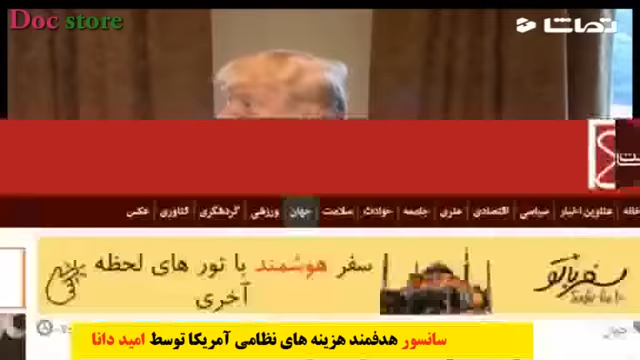 Doc store
تماشا
خانه عناوین اخبار سیاسی اقتصادی هنری جامعه حوادث سلامت جهان ورزشی گردشگری فناوری عکس
سفر هوشمند با تور های لحظه
آخری
سانسور هدفمند هزینه های نظامی آمریکا توسط امید دانا